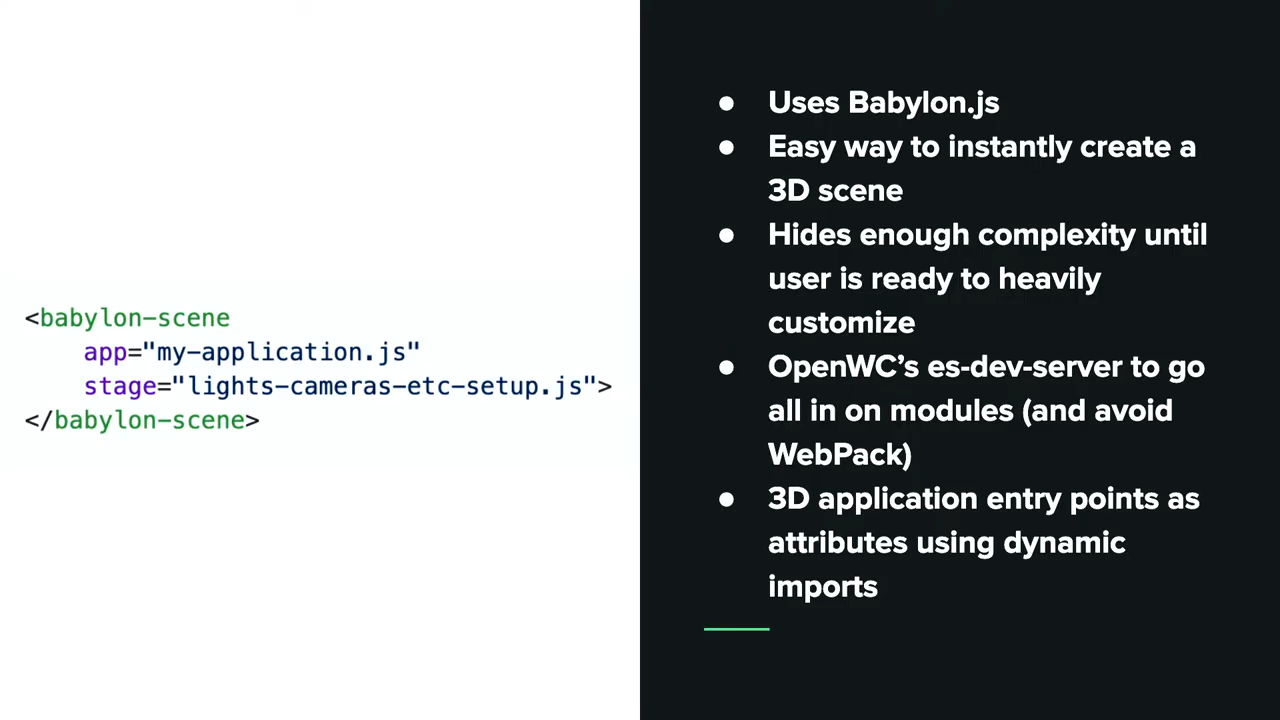 <babylon-scene
app="my-application.js"
stage="lights-cameras-etc-setup.js">
</babylon-scene>
● Uses Babylon.js
● Easy way to instantly create a
3D scene
● Hides enough complexity until
user is ready to heavily
customize
● OpenWC’s es-dev-server to go
all in on modules (and avoid
WebPack)
● 3D application entry points as
attributes using dynamic
imports